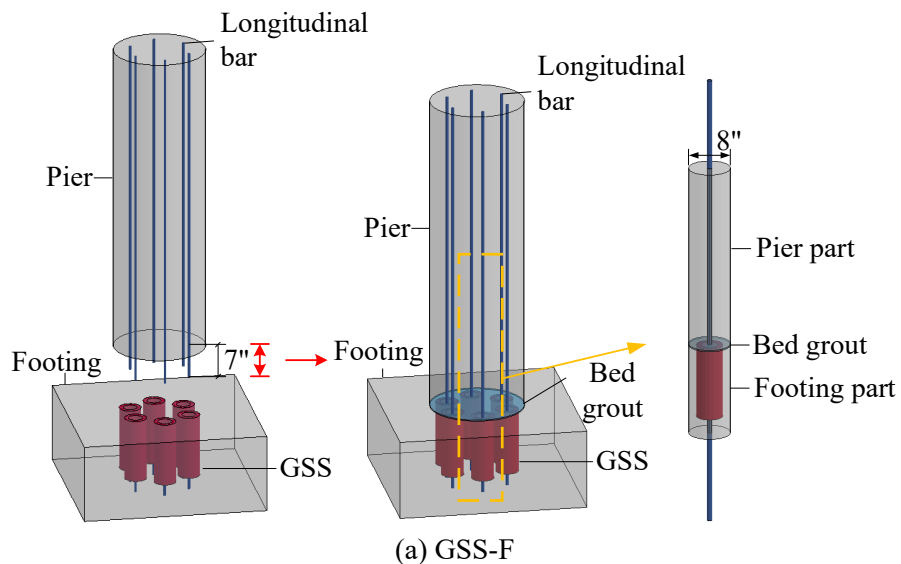 Longitudinal
bar
Pier
7"
Footing
GSS
Longitudinal
bar
Pier
Footing
Bed
grout
GSS
8"
Pier part
Bed grout
Footing part
(a) GSS-F